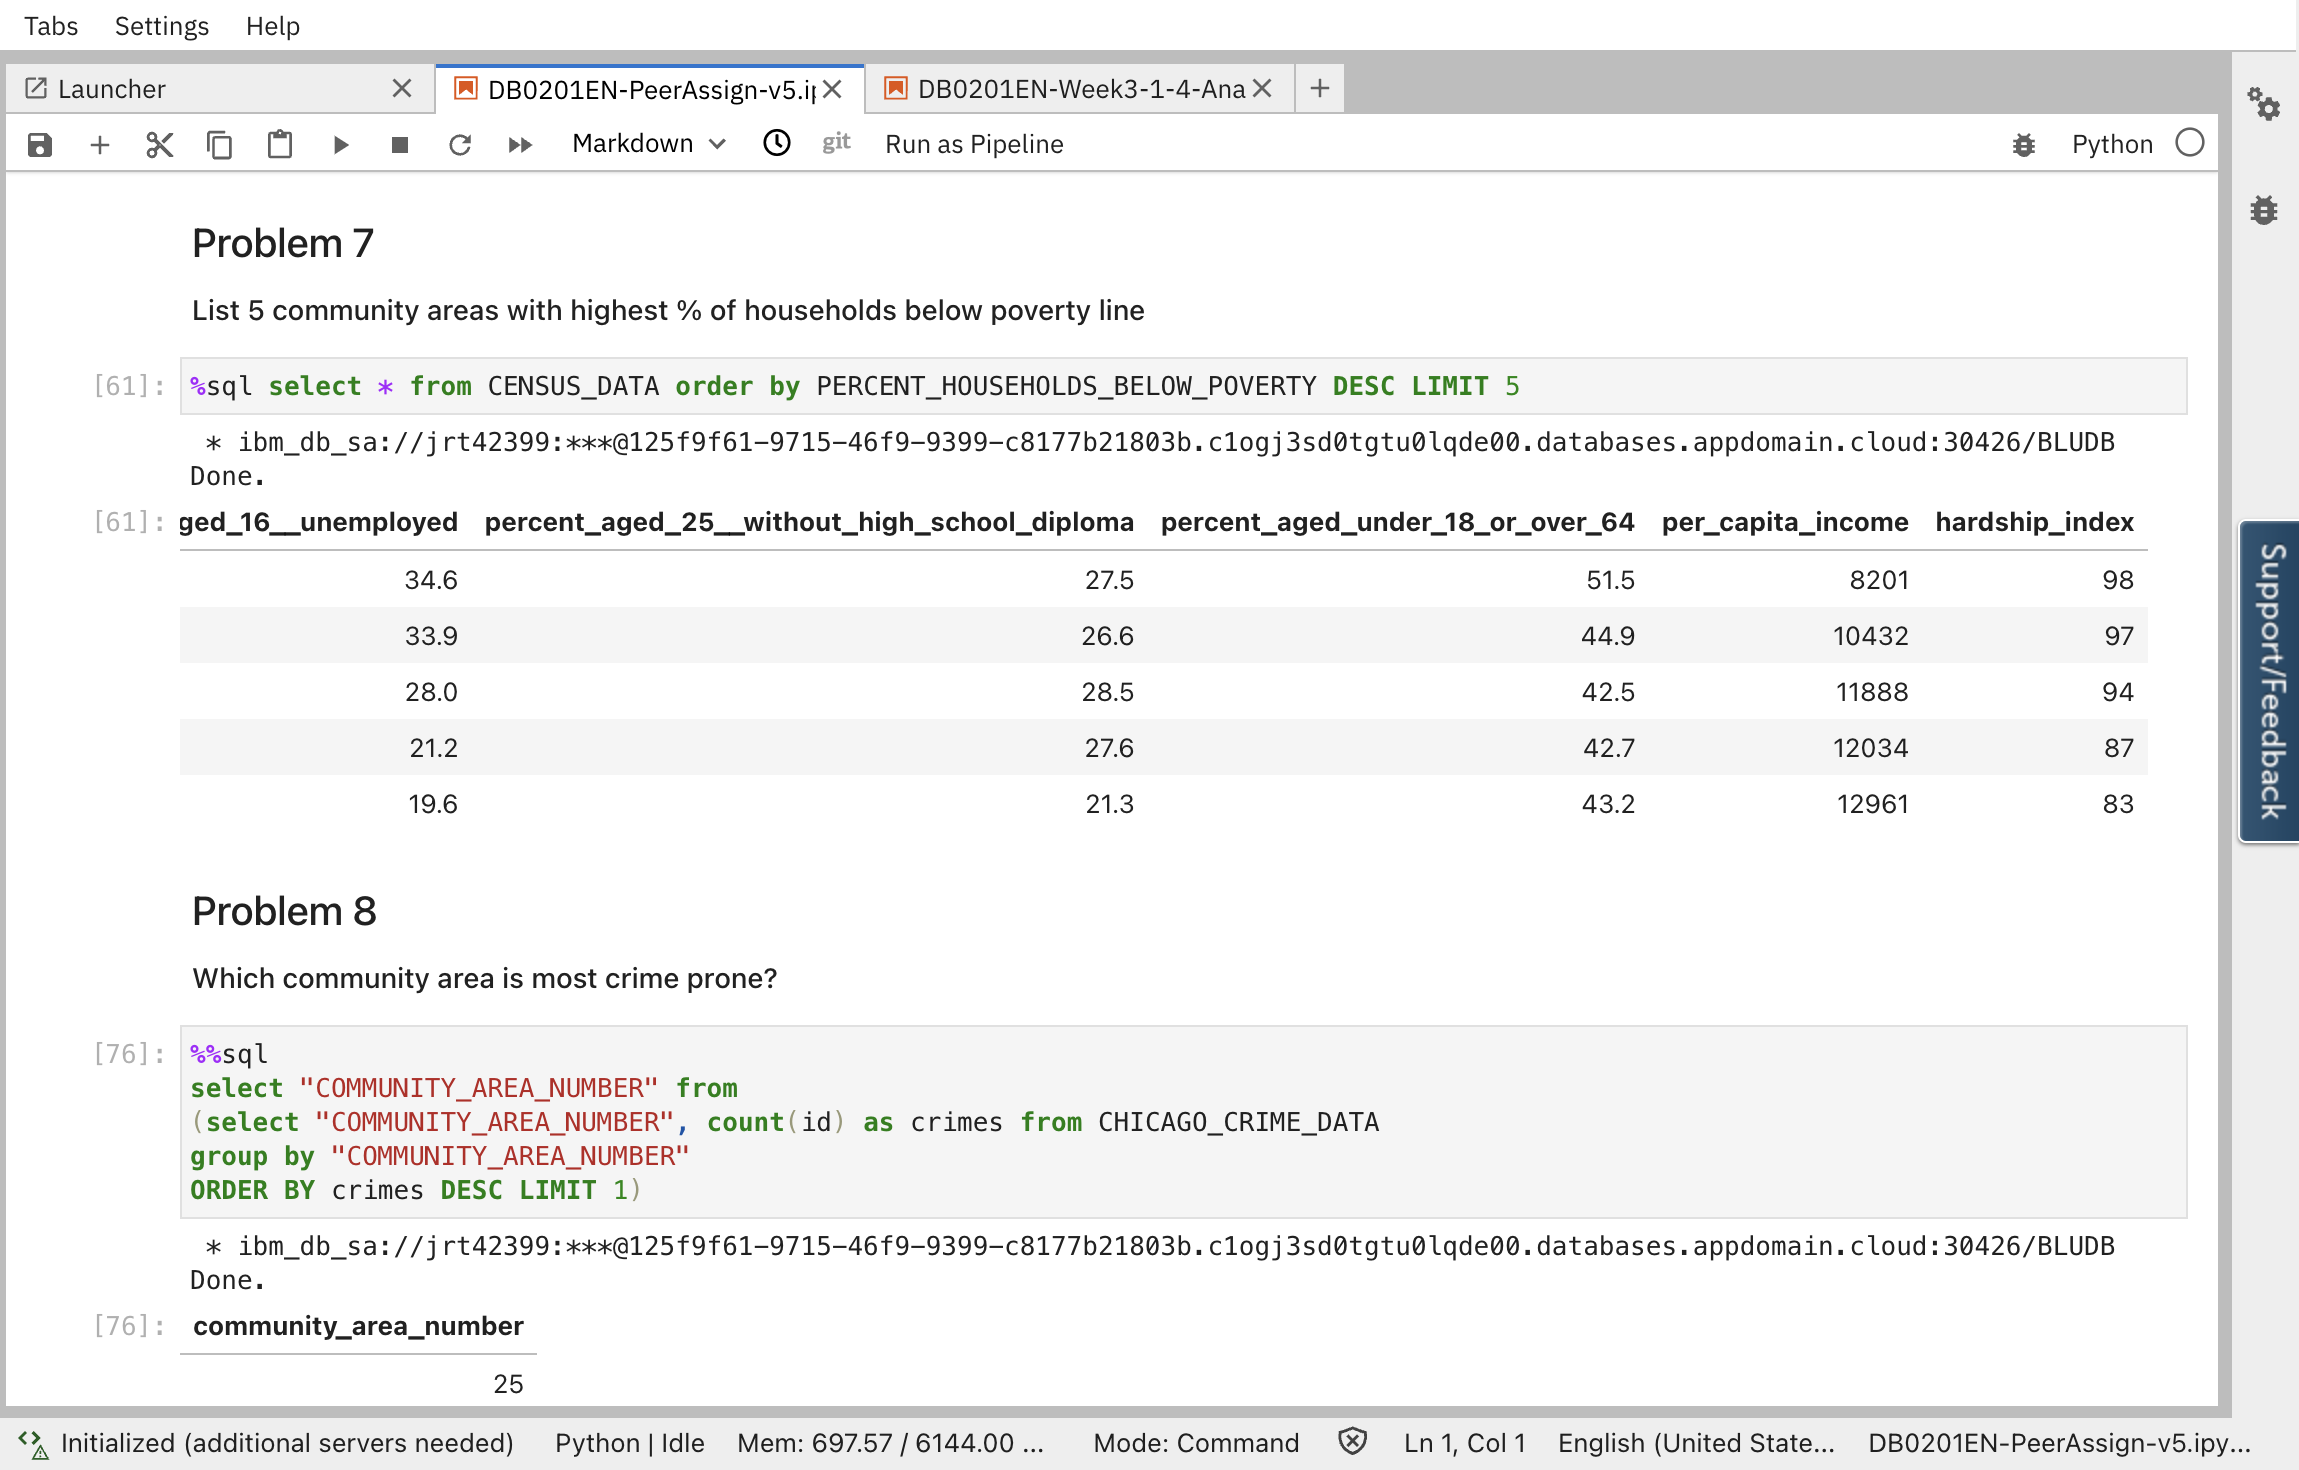 Tabs Settings Help
Launcher DB0201EN-PeerAssign-v5.ip DB0201EN-Week3-1-4-Ana
Markdown git Run as Pipeline Python
Problem 7
List 5 community areas with highest % of households below poverty line
[61]: %sql select * from CENSUS_DATA order by PERCENT_HOUSEHOLDS_BELOW_POVERTY DESC LIMIT 5
* ibm_db_sa://jrt42399:***@125f9f61-9715-46f9-9399-c8177b21803b.c1ogj3sd0tgtu0lqde00.databases.appdomain.cloud:30426/BLUDB
Done.
[61]: ged_16__unemployed percent_aged_25__without_high_school_diploma percent_aged_under_18_or_over_64 per_capita_income hardship_index
34.6 27.5 51.5 8201 98
33.9 26.6 44.9 10432 97
28.0 28.5 42.5 11888 94
21.2 27.6 42.7 12034 87
19.6 21.3 43.2 12961 83
Support/Feedback
Problem 8
Which community area is most crime prone?
[76]: %%sql
select "COMMUNITY_AREA_NUMBER" from
(select "COMMUNITY_AREA_NUMBER", count(id) as crimes from CHICAGO_CRIME_DATA
group by "COMMUNITY_AREA_NUMBER"
ORDER BY crimes DESC LIMIT 1)
* ibm_db_sa://jrt42399:***@125f9f61-9715-46f9-9399-c8177b21803b.c1ogj3sd0tgtu0lqde00.databases.appdomain.cloud:30426/BLUDB
Done.
[76]: community_area_number
25
Initialized (additional servers needed) Python | Idle Mem: 697.57 / 6144.00 ... Mode: Command Ln 1, Col 1 English (United State... DB0201EN-PeerAssign-v5.ipy...